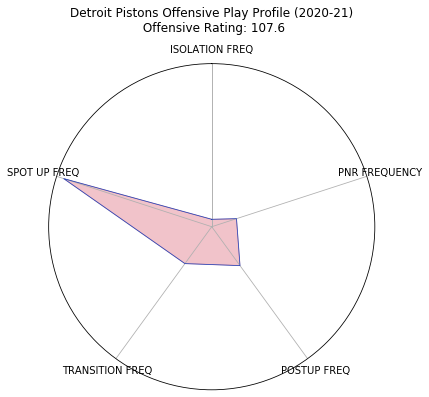 Detroit Pistons Offensive Play Profile (2020-21)
Offensive Rating: 107.6
ISOLATION FREQ
SPOT UP FREQ
PNR FREQUENCY
TRANSITION FREQ
POSTUP FREQ